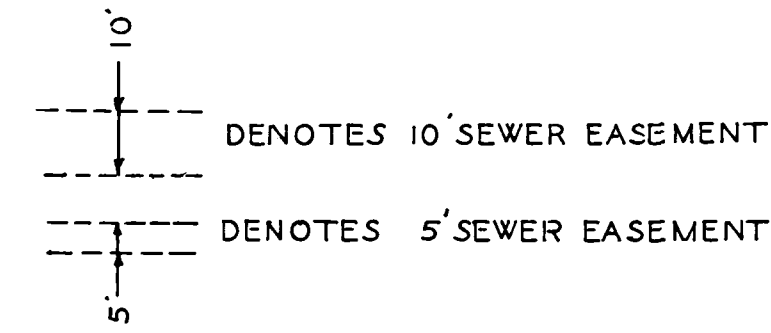 10'
DENOTES 10' SEWER EASEMENT
DENOTES 5' SEWER EASEMENT
5'